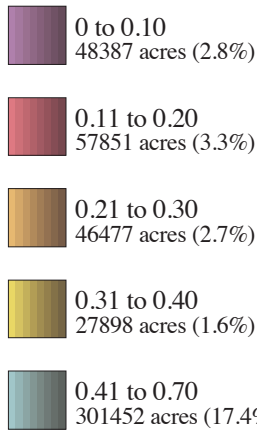 0 to 0.10
48387 acres (2.8%)
0.11 to 0.20
57851 acres (3.3%)
0.21 to 0.30
46477 acres (2.7%)
0.31 to 0.40
27898 acres (1.6%)
0.41 to 0.70
301452 acres (17.4%